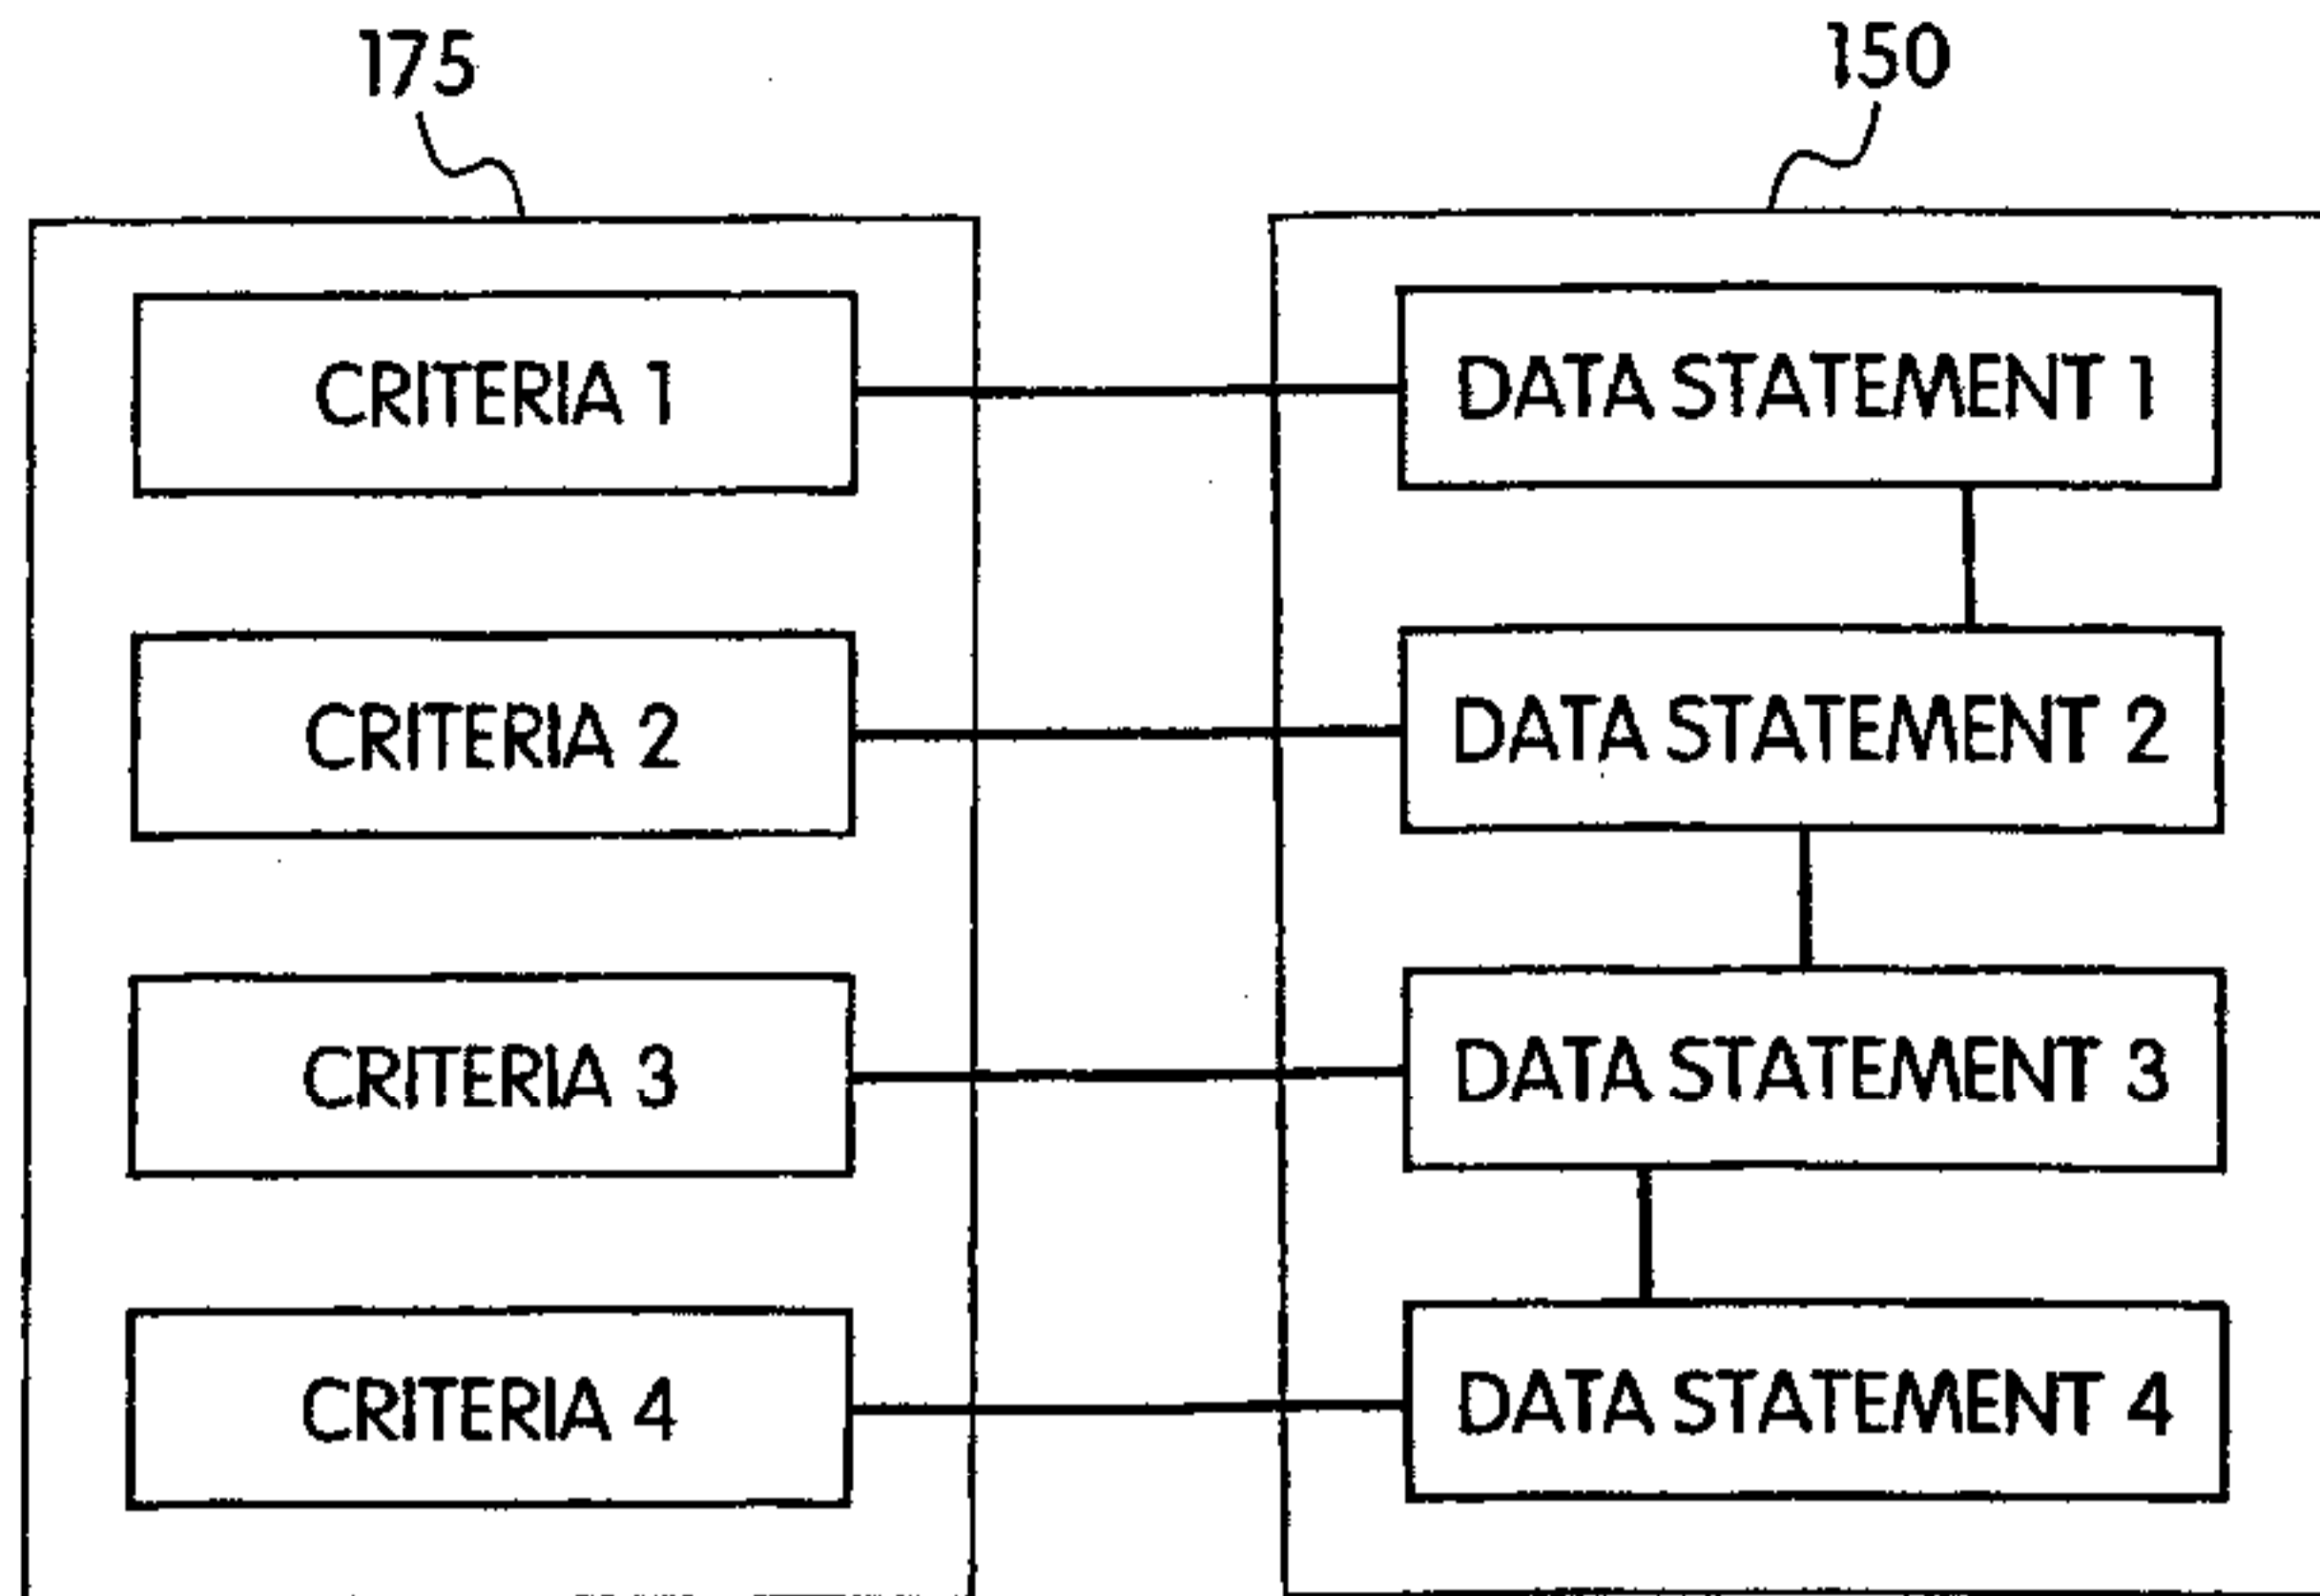 175
150
CRITERIA 1
DATA STATEMENT 1
CRITERIA 2
DATA STATEMENT 2
CRITERIA 3
DATA STATEMENT 3
CRITERIA 4
DATA STATEMENT 4